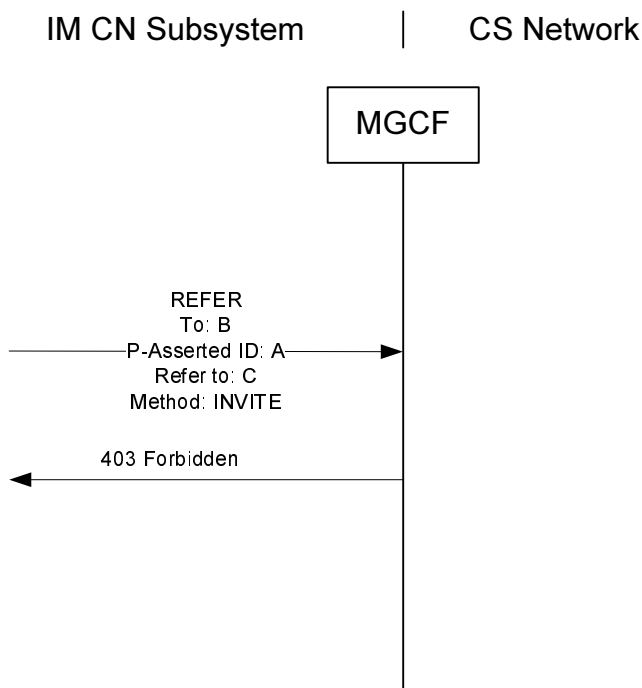 IM CN Subsystem | CS Network
MGCF
REFER
To: B
P-Asserted ID: A
Refer to: C
Method: INVITE
403 Forbidden